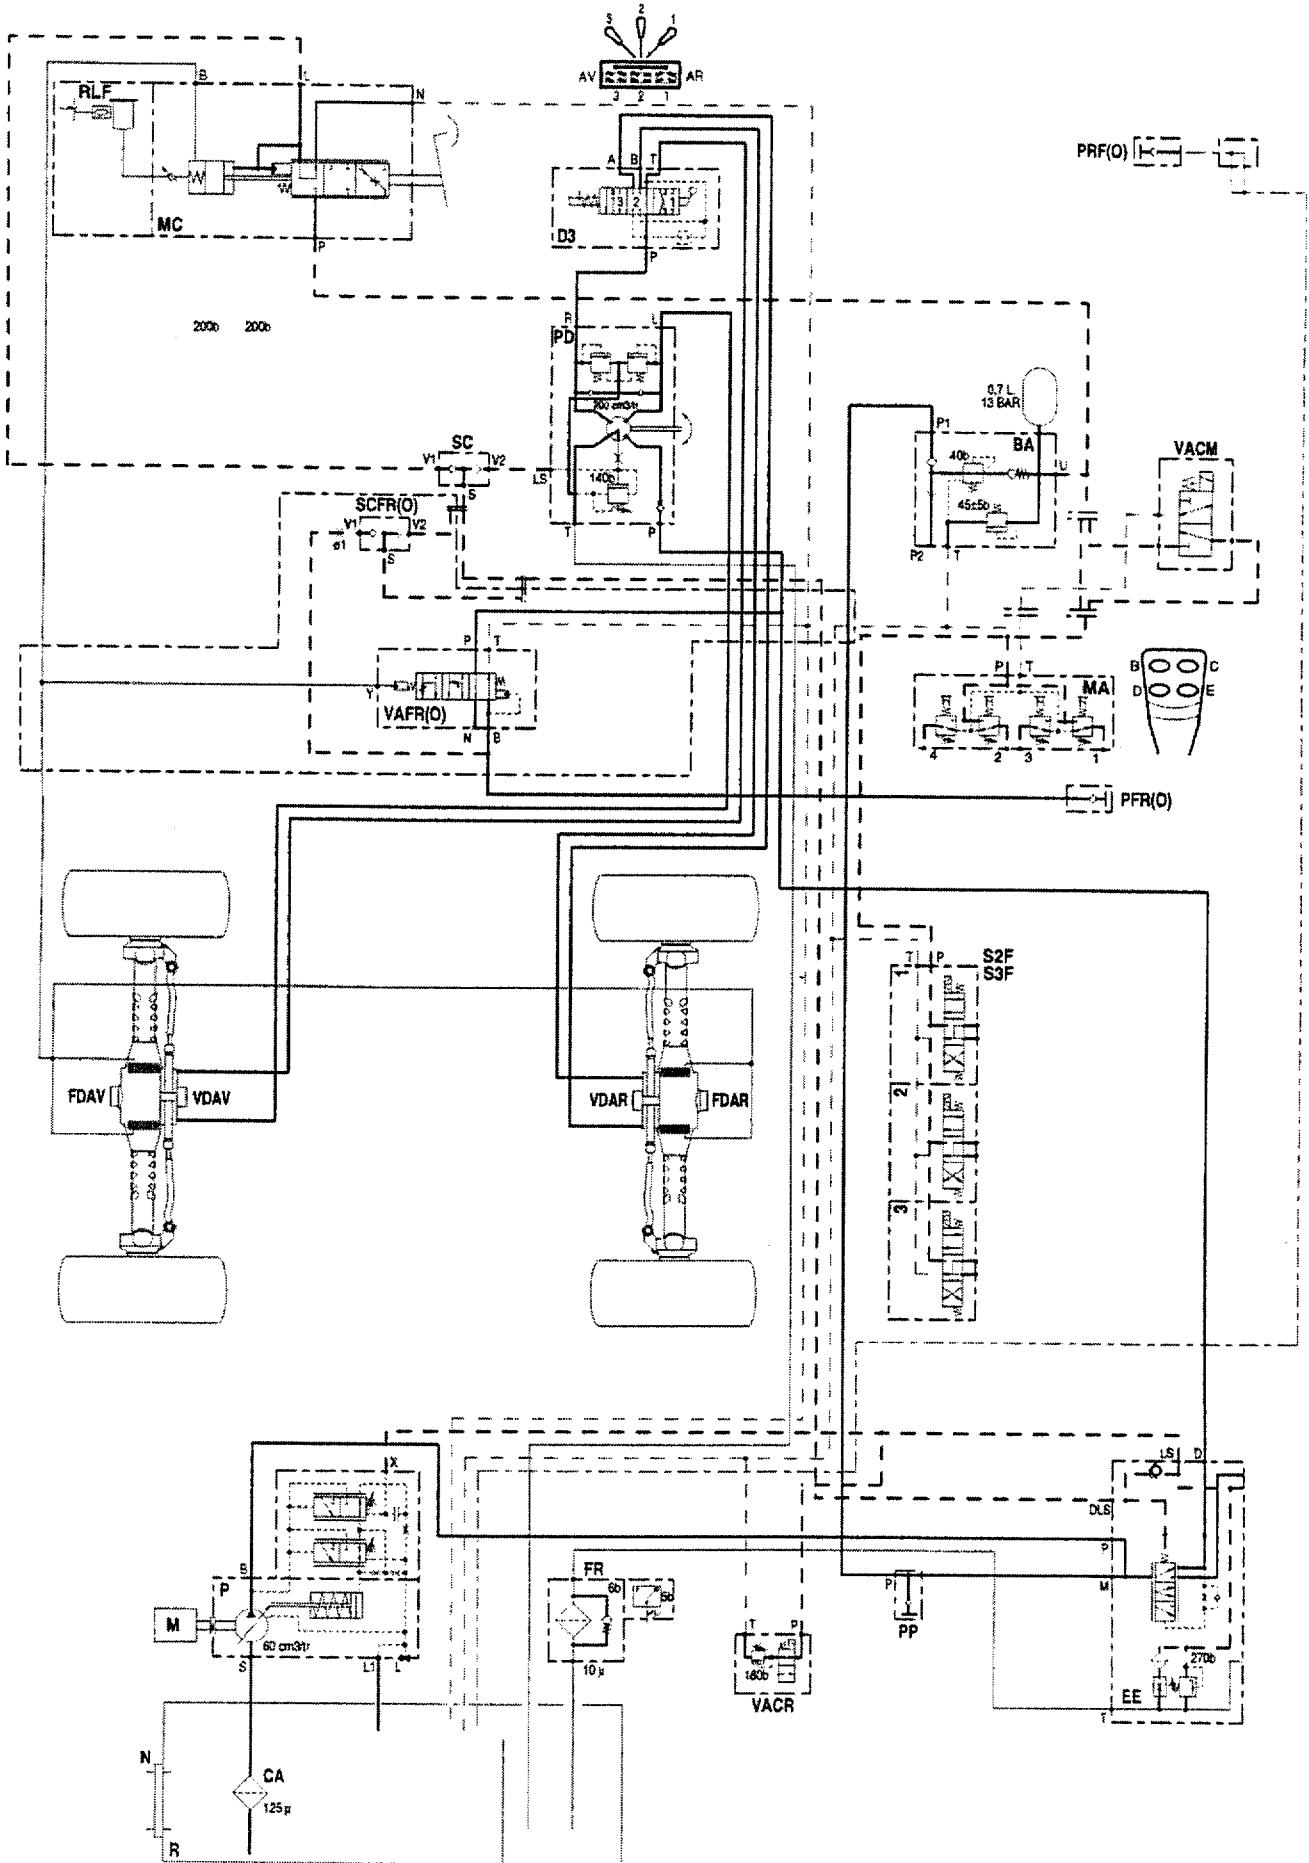 3 2 1
AV AR
3 2 1
B L
N
RLF
MC
P
A B T
3 2 1
D3
P
PRF(O)
200b 200b
R L
PD
200 cm3/tr
140b
LS
T P
SC
V1 V2
S
SCFR(O)
V1 V2
ø1
S
0,7 L.
13 BAR
P1
BA
40b
U
45±5b
P2 T
VACM
P T
Y
VAFR(O)
N B
P T
MA
4 2 3 1
B C
D E
PFR(O)
T P
S2F
S3F
1
2
3
FDAV VDAV
VDAR FDAR
X
B
P
M
60 cm3/tr
S L1 L
FR
6b
5b
10 µ
T P
180b
VACR
P
PP
LS D
DLS
P
M
270b
EE
T
N
CA
125 µ
R